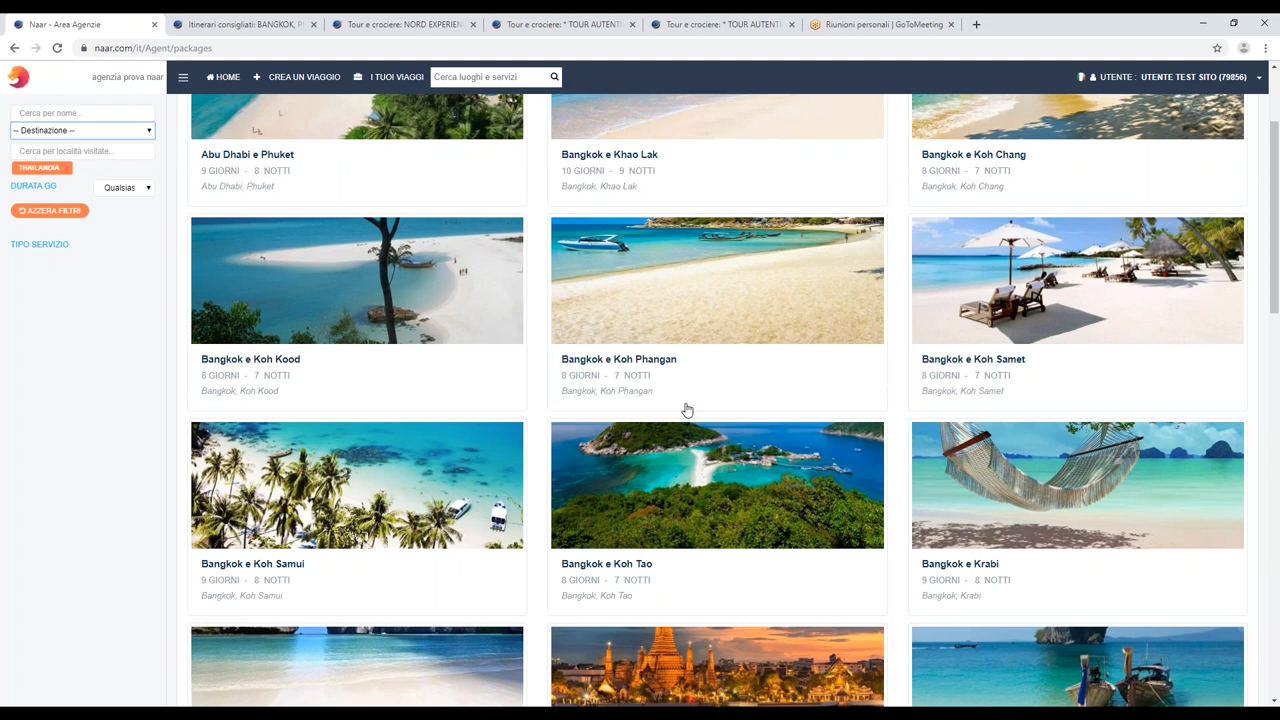 Naar - Area Agenzie
Itinerari consigliati: BANGKOK, P
Tour e crociere: NORD EXPERIEN
Tour e crociere: * TOUR AUTENTI
Tour e crociere: * TOUR AUTENTI
Riunioni personali | GoToMeeting
naar.com/it/Agent/packages
agenzia prova naar
HOME
CREA UN VIAGGIO
I TUOI VIAGGI
Cerca luoghi e servizi
UTENTE : UTENTE TEST SITO (79856)
Cerca per nome...
-- Destinazione --
Cerca per località visitate...
THAILANDIA
DURATA GG
Qualsias
AZZERA FILTRI
TIPO SERVIZIO
Abu Dhabi e Phuket
9 GIORNI - 8 NOTTI
Abu Dhabi, Phuket
Bangkok e Khao Lak
10 GIORNI - 9 NOTTI
Bangkok, Khao Lak
Bangkok e Koh Chang
8 GIORNI - 7 NOTTI
Bangkok, Koh Chang
Bangkok e Koh Kood
8 GIORNI - 7 NOTTI
Bangkok, Koh Kood
Bangkok e Koh Phangan
8 GIORNI - 7 NOTTI
Bangkok, Koh Phangan
Bangkok e Koh Samet
8 GIORNI - 7 NOTTI
Bangkok, Koh Samet
Bangkok e Koh Samui
9 GIORNI - 8 NOTTI
Bangkok, Koh Samui
Bangkok e Koh Tao
8 GIORNI - 7 NOTTI
Bangkok, Koh Tao
Bangkok e Krabi
9 GIORNI - 8 NOTTI
Bangkok, Krabi